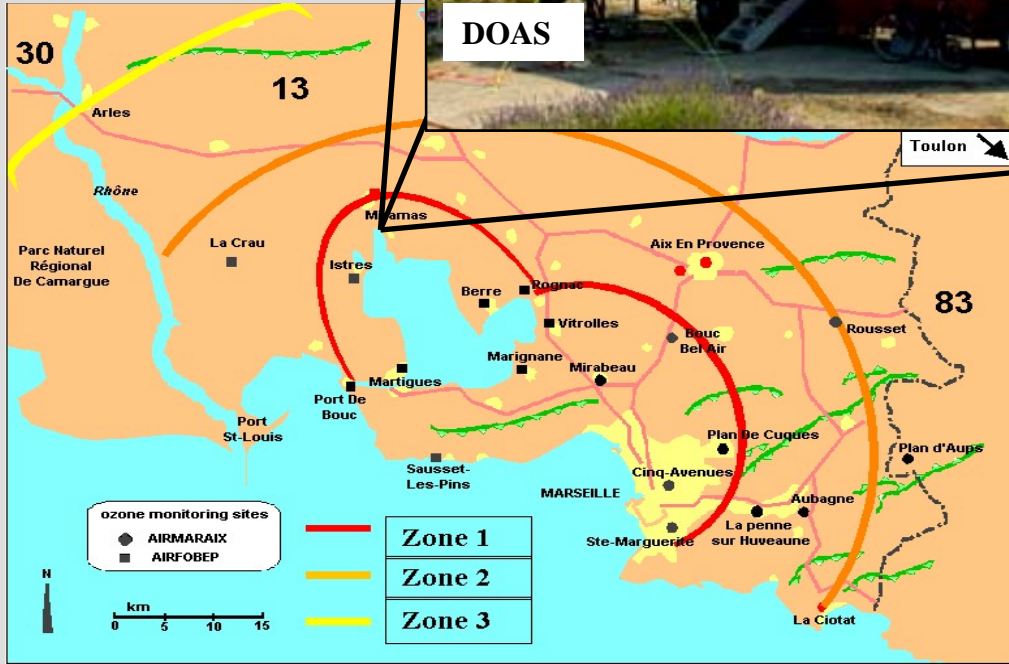 DOAS
30
13
Arles
Toulon
Rhône
Miramas
Parc Naturel
Régional
De Camargue
La Crau
Istres
Aix En Provence
Berre
Rognac
83
Vitrolles
Rousset
Bouc
Bel Air
Marignane
Mirabeau
Martigues
Port De
Bouc
Port
St-Louis
Plan De Cuques
Plan d'Aups
Sausset-
Les-Pins
Cinq-Avenues
MARSEILLE
Aubagne
La penne
sur Huveaune
Ste-Marguerite
La Ciotat
ozone monitoring sites
AIRMARAIX
AIRFOBEP
Zone 1
Zone 2
Zone 3
N
km
0 5 10 15